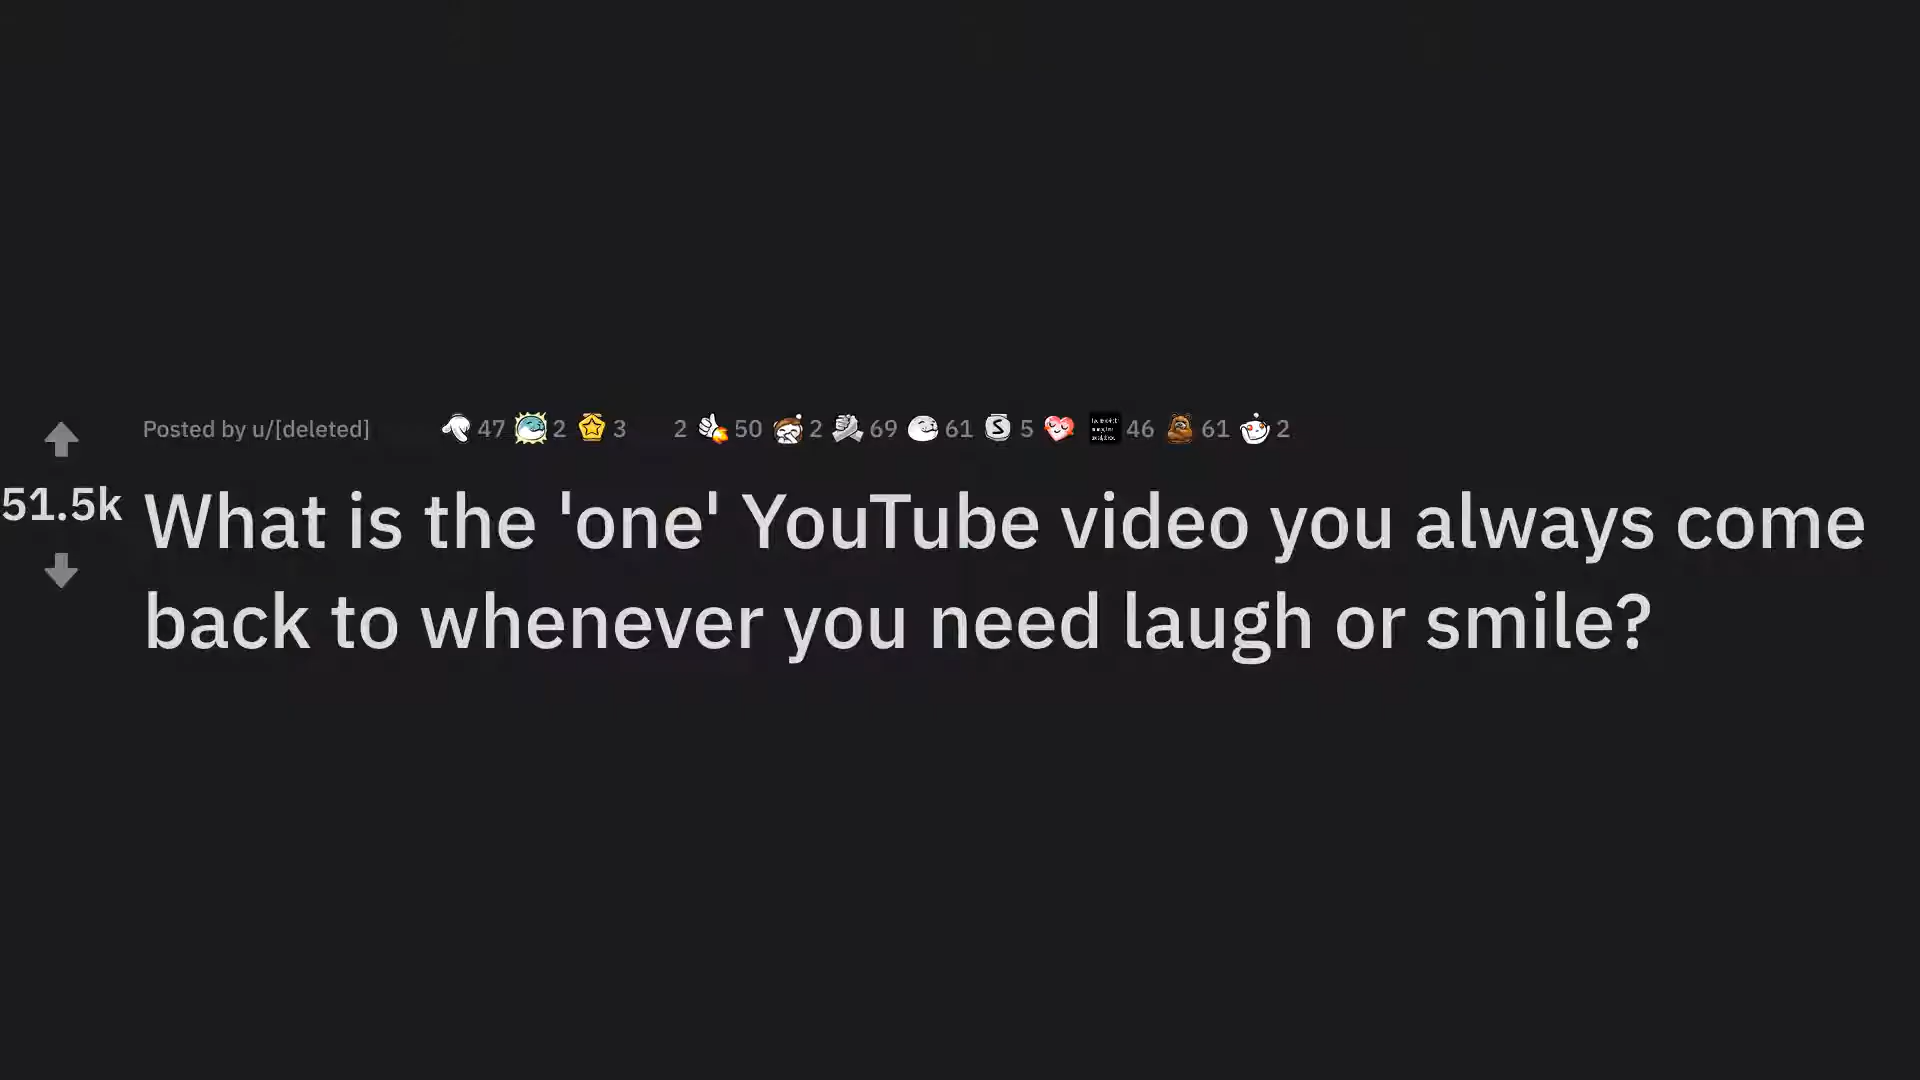 Posted by u/[deleted] 47 2 3 2 50 2 69 61 S 5 46 61 2
51.5k
What is the 'one' YouTube video you always come
back to whenever you need laugh or smile?